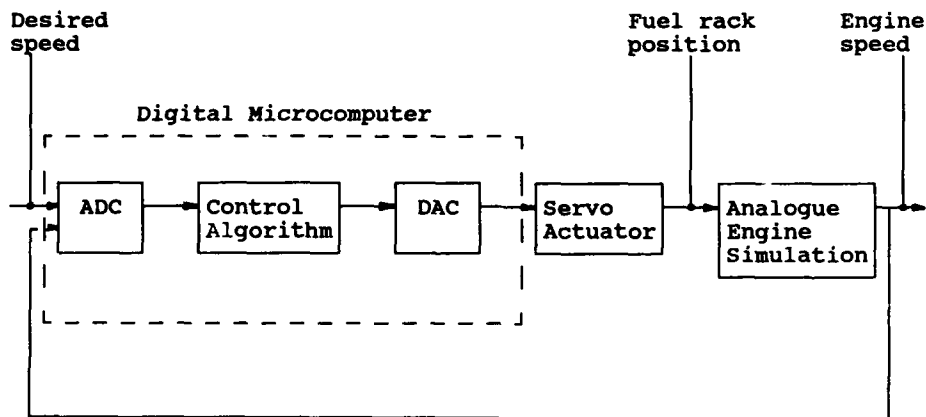 Desired
speed
Fuel rack
position
Engine
speed
Digital Microcomputer
ADC
Control
Algorithm
DAC
Servo
Actuator
Analogue
Engine
Simulation